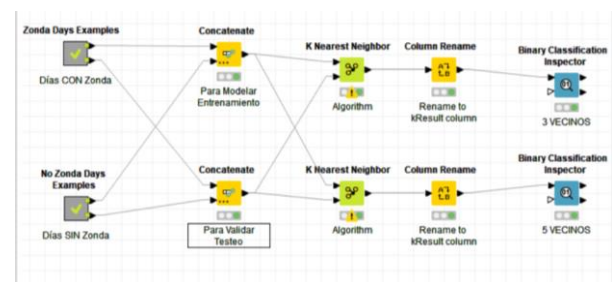 Zonda Days Examples
Días CON Zonda
Concatenate
Para Modelar
Entrenamiento
K Nearest Neighbor
Algorithm
Column Rename
Rename to
kResult column
Binary Classification
Inspector
3 VECINOS
No Zonda Days
Examples
Días SIN Zonda
Concatenate
Para Validar
Testeo
K Nearest Neighbor
Algorithm
Column Rename
Rename to
kResult column
Binary Classification
Inspector
5 VECINOS